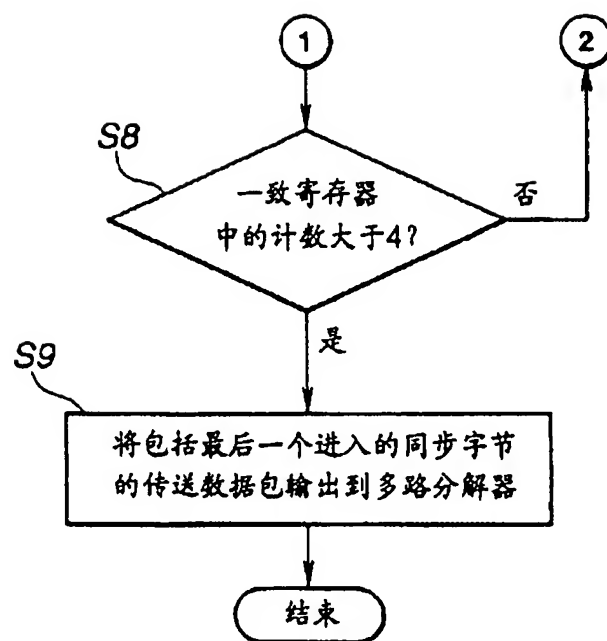 1
2
S8
一致寄存器
中的计数大于4?
否
是
S9
将包括最后一个进入的同步字节
的传送数据包输出到多路分解器
结束